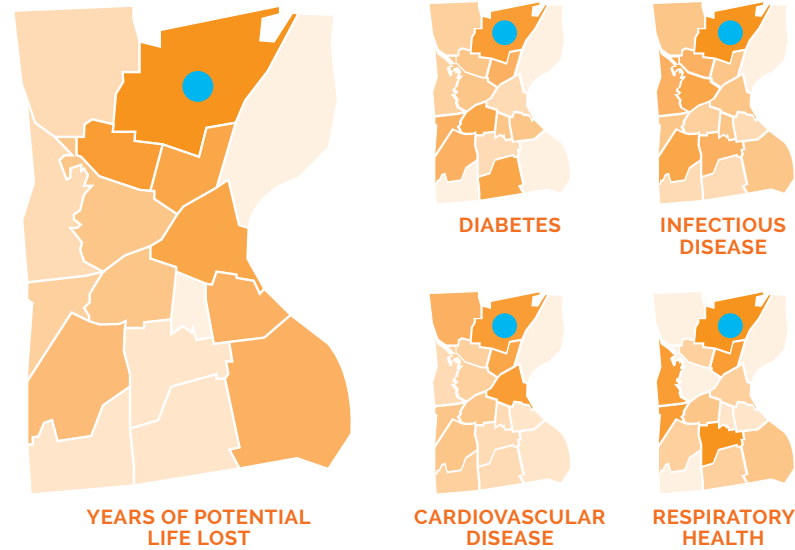 DIABETES
INFECTIOUS
DISEASE
YEARS OF POTENTIAL
LIFE LOST
CARDIOVASCULAR
DISEASE
RESPIRATORY
HEALTH